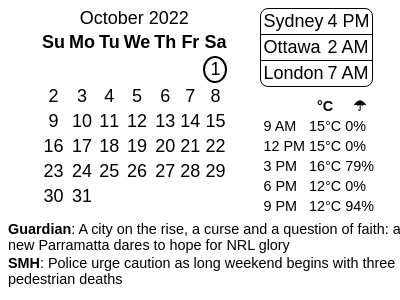 October 2022
Su Mo Tu We Th Fr Sa
1
2 3 4 5 6 7 8
9 10 11 12 13 14 15
16 17 18 19 20 21 22
23 24 25 26 27 28 29
30 31
Sydney 4 PM
Ottawa 2 AM
London 7 AM
°C ☂
9 AM 15°C 0%
12 PM 15°C 0%
3 PM 16°C 79%
6 PM 12°C 0%
9 PM 12°C 94%
Guardian: A city on the rise, a curse and a question of faith: a
new Parramatta dares to hope for NRL glory
SMH: Police urge caution as long weekend begins with three
pedestrian deaths